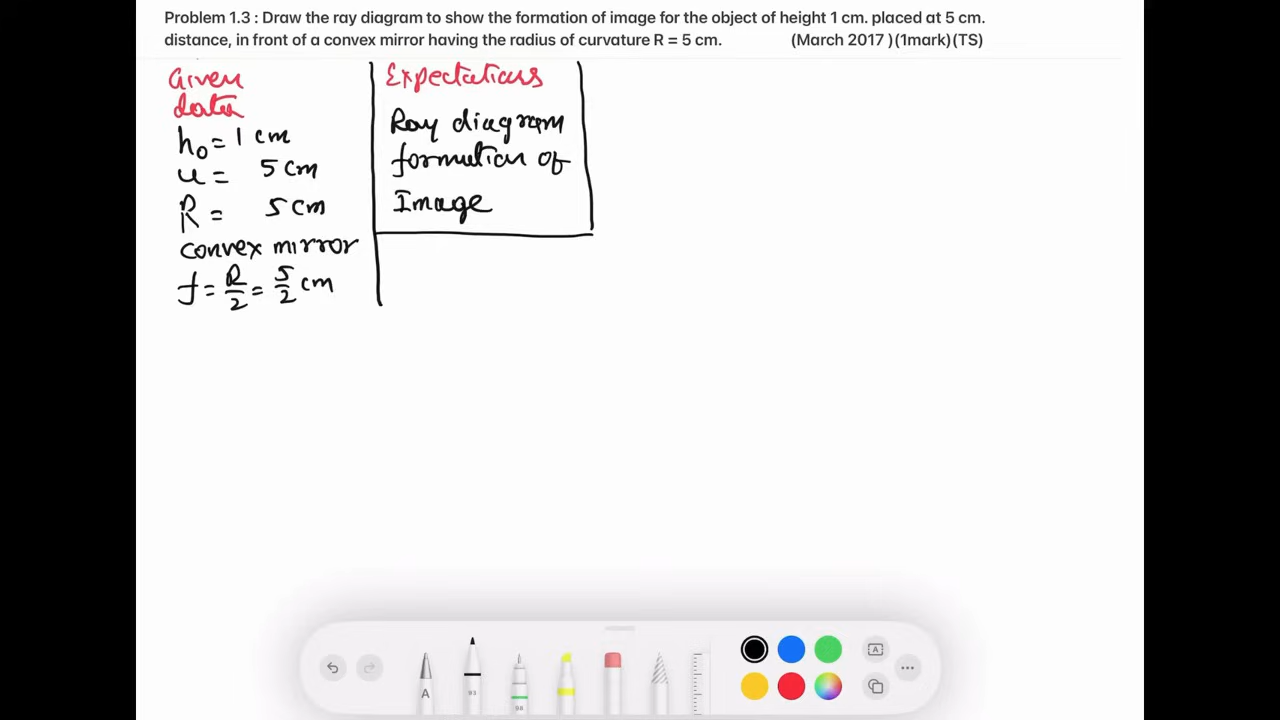 Problem 1.3 : Draw the ray diagram to show the formation of image for the object of height 1 cm. placed at 5 cm.
distance, in front of a convex mirror having the radius of curvature R = 5 cm. (March 2017 )(1mark)(TS)
Given
data
h₀ = 1 cm
u = 5 cm
R = 5 cm
convex mirror
f = R/2 = 5/2 cm
Expectations
Ray diagram
formation of
Image
A
93
98
A